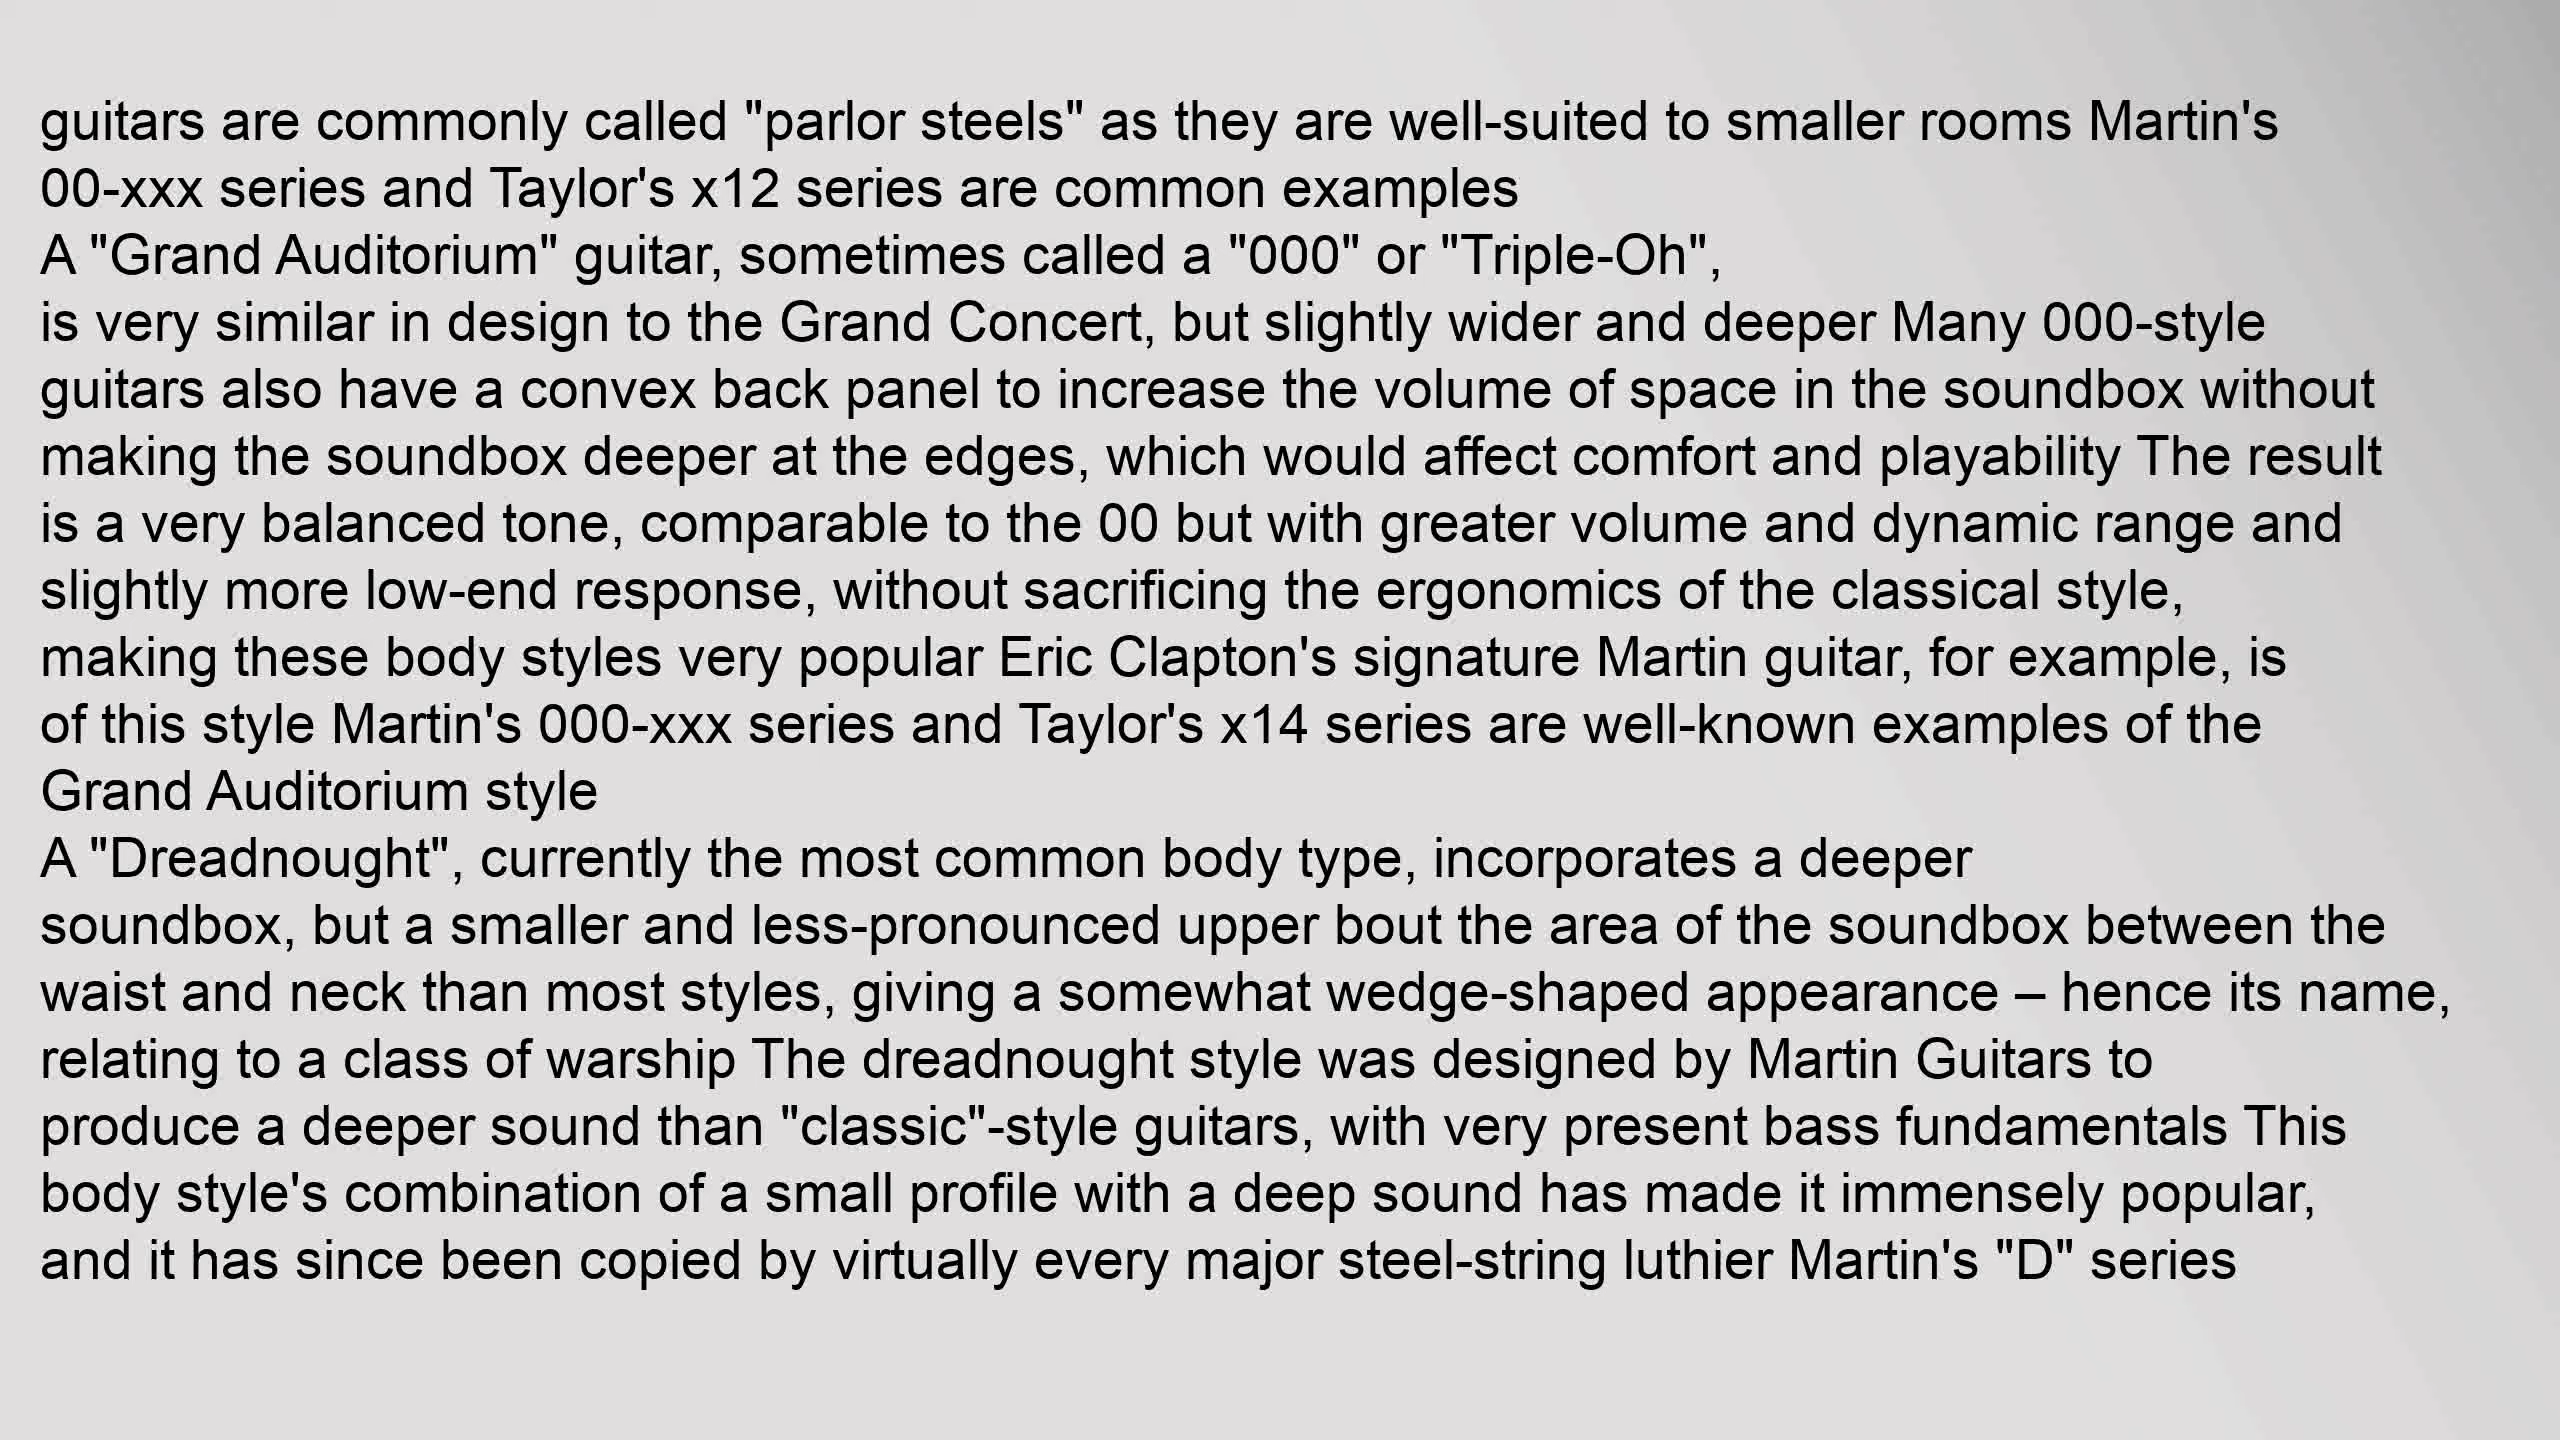 guitars are commonly called "parlor steels" as they are well-suited to smaller rooms Martin's
00-xxx series and Taylor's x12 series are common examples
A "Grand Auditorium" guitar, sometimes called a "000" or "Triple-Oh",
is very similar in design to the Grand Concert, but slightly wider and deeper Many 000-style
guitars also have a convex back panel to increase the volume of space in the soundbox without
making the soundbox deeper at the edges, which would affect comfort and playability The result
is a very balanced tone, comparable to the 00 but with greater volume and dynamic range and
slightly more low-end response, without sacrificing the ergonomics of the classical style,
making these body styles very popular Eric Clapton's signature Martin guitar, for example, is
of this style Martin's 000-xxx series and Taylor's x14 series are well-known examples of the
Grand Auditorium style
A "Dreadnought", currently the most common body type, incorporates a deeper
soundbox, but a smaller and less-pronounced upper bout the area of the soundbox between the
waist and neck than most styles, giving a somewhat wedge-shaped appearance – hence its name,
relating to a class of warship The dreadnought style was designed by Martin Guitars to
produce a deeper sound than "classic"-style guitars, with very present bass fundamentals This
body style's combination of a small profile with a deep sound has made it immensely popular,
and it has since been copied by virtually every major steel-string luthier Martin's "D" series